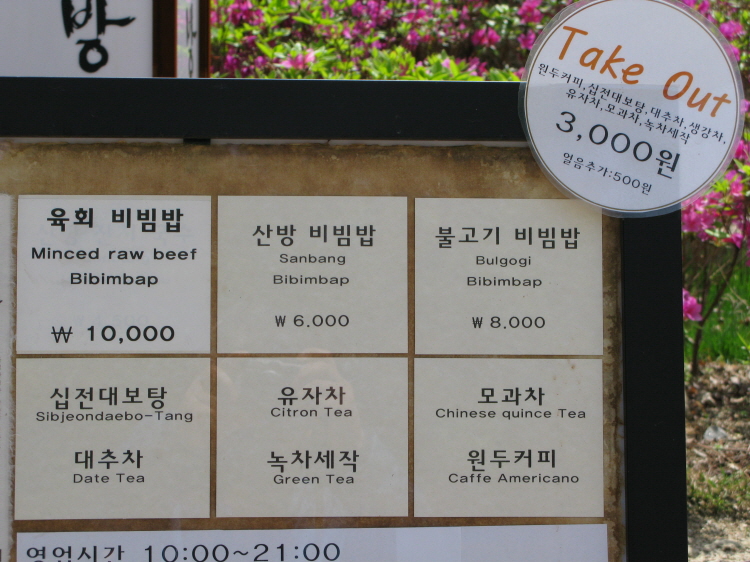 방
Take Out
원두커피,십전대보탕,대추차,생강차,
유자차,모과차,녹차세작
3,000원
얼음추가:500원
육회 비빔밥
Minced raw beef
Bibimbap
₩ 10,000
산방 비빔밥
Sanbang
Bibimbap
₩ 6.000
불고기 비빔밥
Bulgogi
Bibimbap
₩ 8.000
십전대보탕
Sibjeondaebo-Tang
대추차
Date Tea
유자차
Citron Tea
녹차세작
Green Tea
모과차
Chinese quince Tea
원두커피
Caffe Americano
영업시간 10:00~21:00